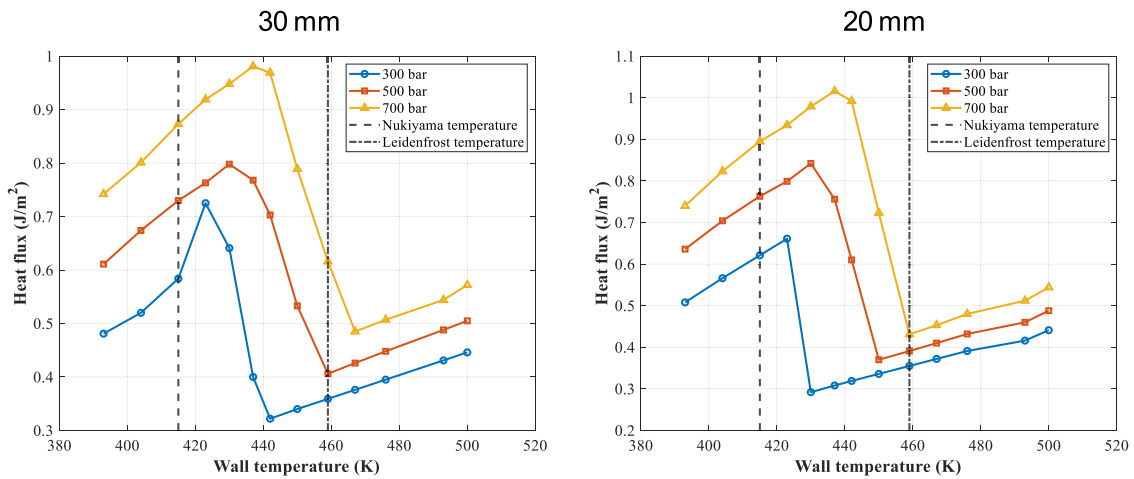 30 mm
1
0.9
0.8
0.7
0.6
0.5
0.4
0.3
380
400
420
440
460
480
500
520
Heat flux (J/m²)
Wall temperature (K)
300 bar
500 bar
700 bar
Nukiyama temperature
Leidenfrost temperature
20 mm
1.1
1
0.9
0.8
0.7
0.6
0.5
0.4
0.3
0.2
380
400
420
440
460
480
500
520
Heat flux (J/m²)
Wall temperature (K)
300 bar
500 bar
700 bar
Nukiyama temperature
Leidenfrost temperature